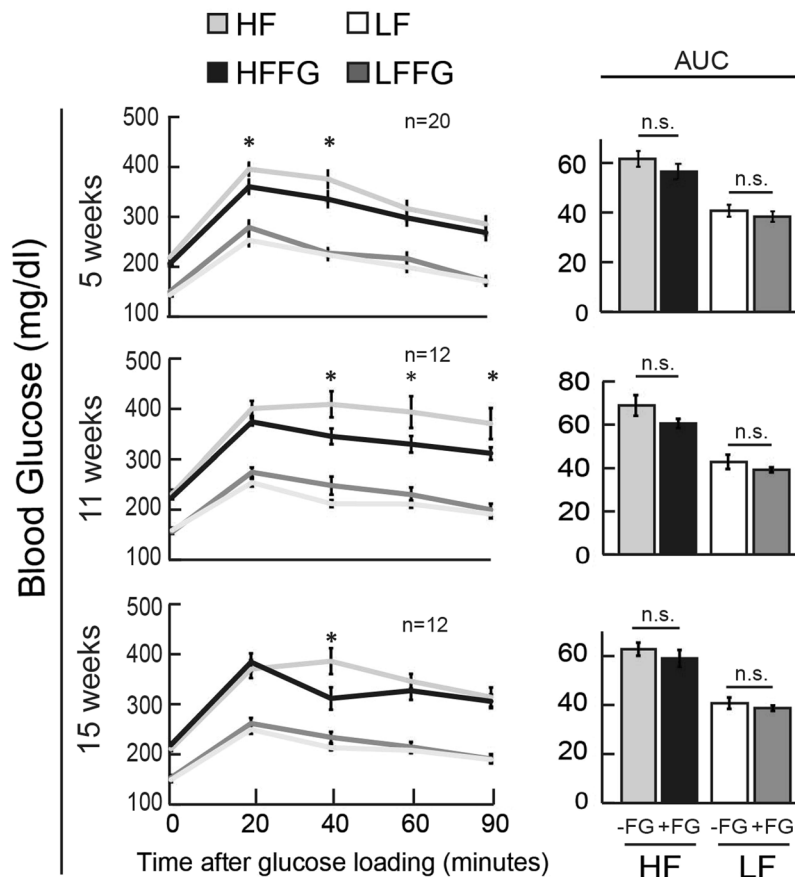 HF LF
HFFG LFFG
AUC
Blood Glucose (mg/dl)
5 weeks
500
400
300
200
100
* *
n=20
n.s.
n.s.
60
40
20
0
11 weeks
400
300
200
100
n=12
* * *
n.s.
n.s.
80
60
40
20
0
15 weeks
400
300
200
100
n=12
*
n.s.
n.s.
60
40
20
0
0 20 40 60 90
Time after glucose loading (minutes)
-FG +FG -FG +FG
HF LF